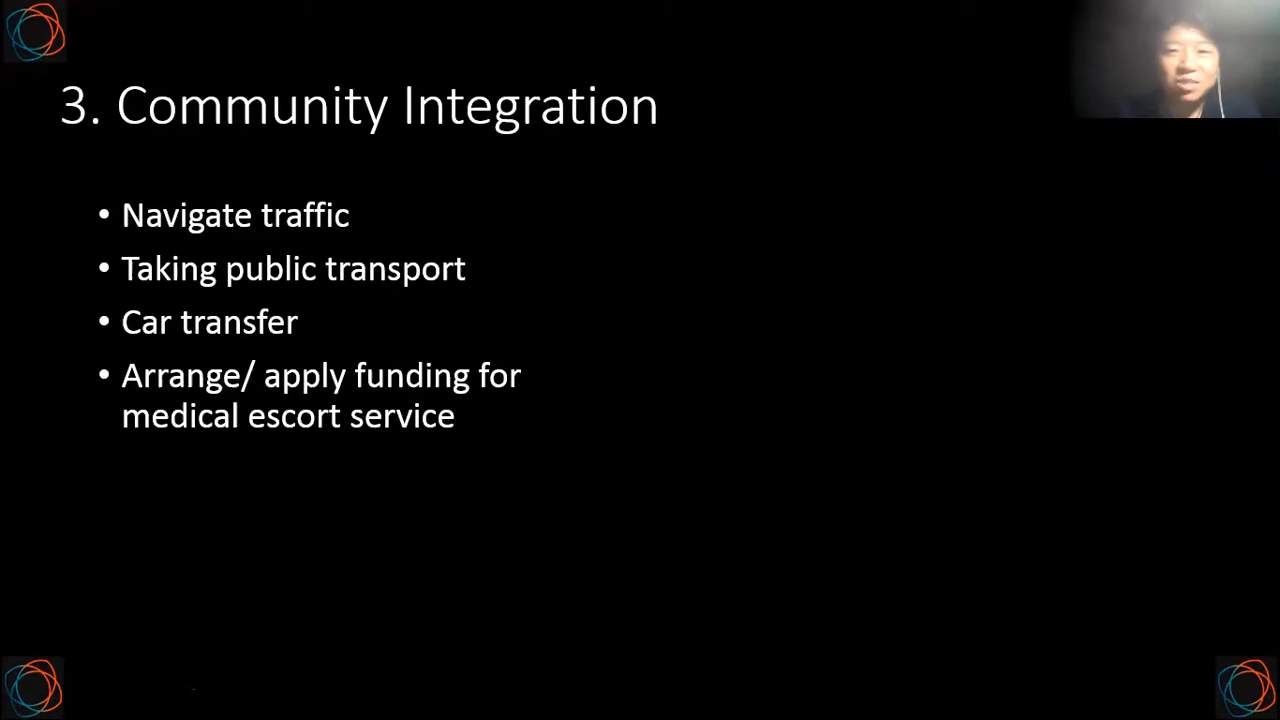 3. Community Integration
• Navigate traffic
• Taking public transport
• Car transfer
• Arrange/ apply funding for
medical escort service